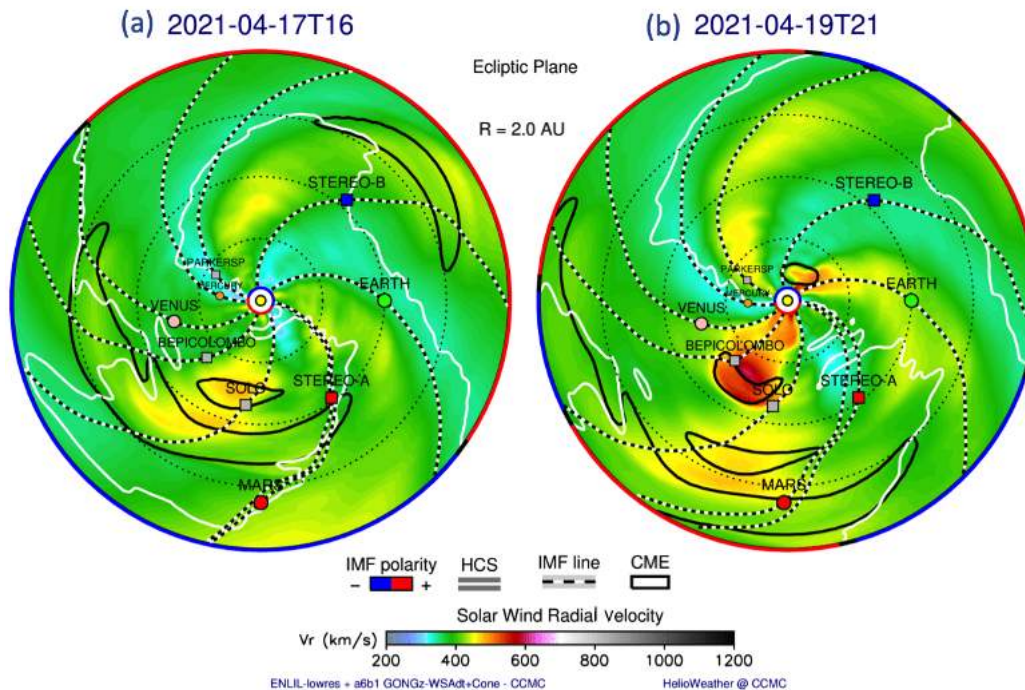 (a) 2021-04-17T16
(b) 2021-04-19T21
Ecliptic Plane
R = 2.0 AU
STEREO-B
PARKERSP
MERCURY
EARTH
VENUS
BEPICOLOMBO
SOLO
STEREO-A
MARS
STEREO-B
PARKERSP
MERCURY
EARTH
VENUS
BEPICOLOMBO
SOLO
STEREO-A
MARS
IMF polarity HCS IMF line CME
− +
Solar Wind Radial Velocity
Vr (km/s)
200 400 600 800 1000 1200
ENLIL-lowres + a6b1 GONGz-WSAdt+Cone - CCMC HelioWeather @ CCMC